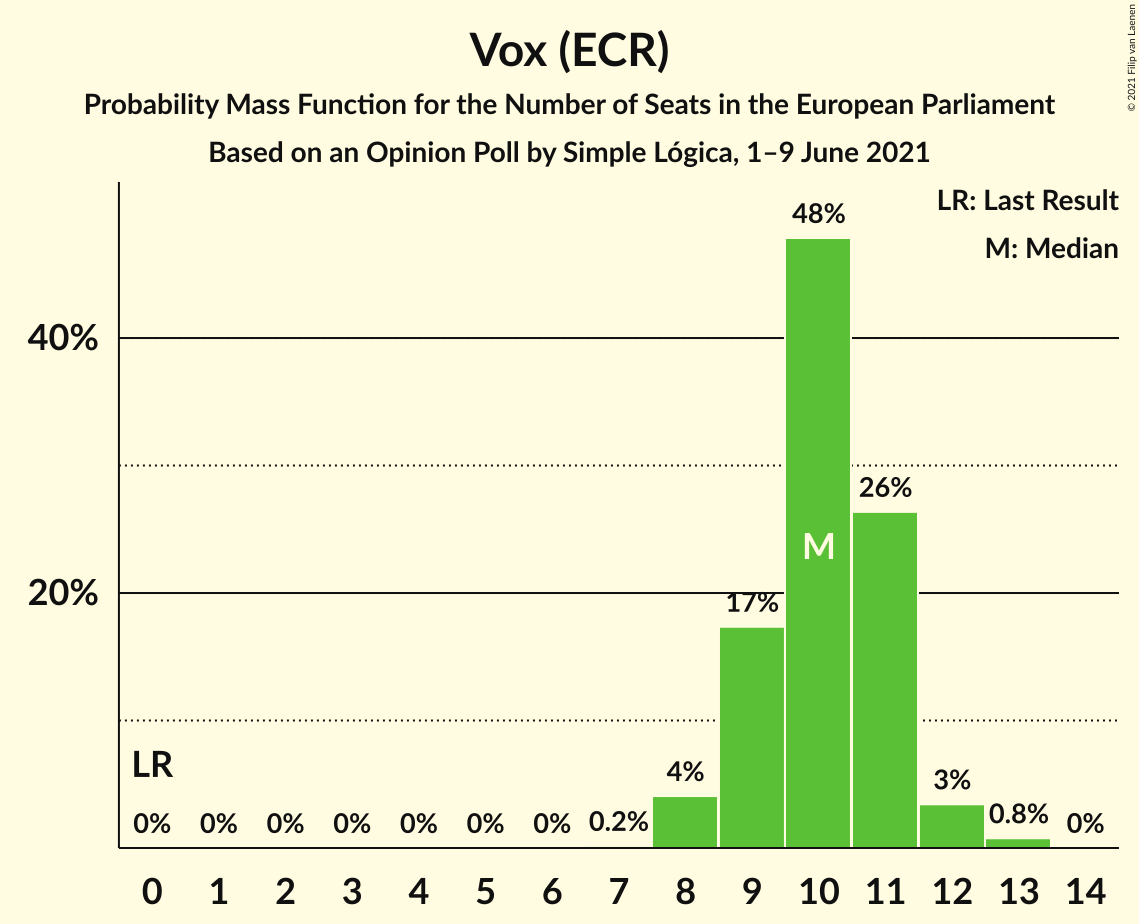 Vox (ECR)
Probability Mass Function for the Number of Seats in the European Parliament
Based on an Opinion Poll by Simple Lógica, 1–9 June 2021
© 2021 Filip van Laenen
LR: Last Result
M: Median
40%
20%
48%
26%
M
17%
LR
0%
0%
0%
0%
0%
0%
0%
0.2%
4%
3%
0.8%
0%
0 1 2 3 4 5 6 7 8 9 10 11 12 13 14